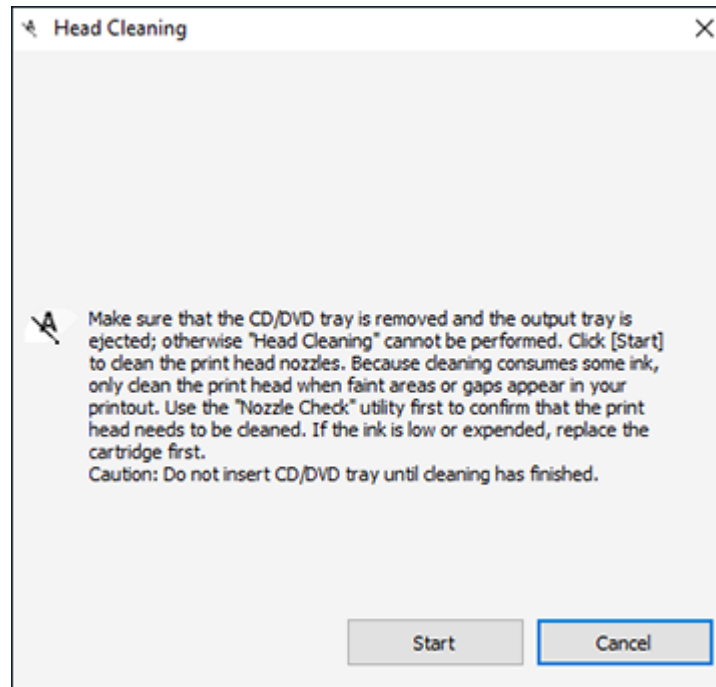 Head Cleaning
Make sure that the CD/DVD tray is removed and the output tray is
ejected; otherwise "Head Cleaning" cannot be performed. Click [Start]
to clean the print head nozzles. Because cleaning consumes some ink,
only clean the print head when faint areas or gaps appear in your
printout. Use the "Nozzle Check" utility first to confirm that the print
head needs to be cleaned. If the ink is low or expended, replace the
cartridge first.
Caution: Do not insert CD/DVD tray until cleaning has finished.
Start
Cancel